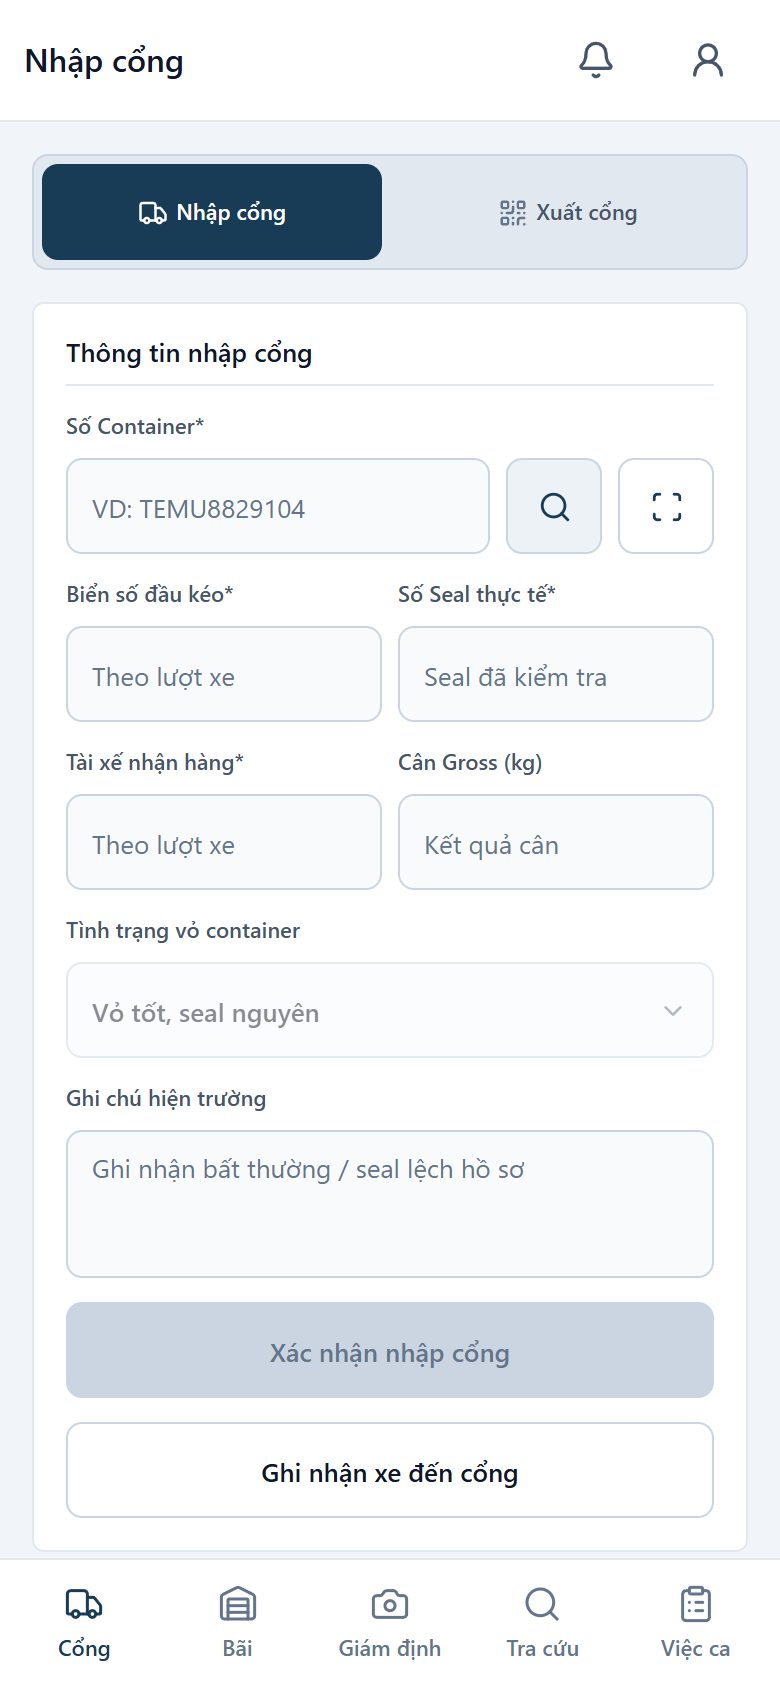 Nhập cổng
Nhập cổng
Xuất cổng
Thông tin nhập cổng
Số Container*
VD: TEMU8829104
Biển số đầu kéo*
Số Seal thực tế*
Theo lượt xe
Seal đã kiểm tra
Tài xế nhận hàng*
Cân Gross (kg)
Theo lượt xe
Kết quả cân
Tình trạng vỏ container
Vỏ tốt, seal nguyên
Ghi chú hiện trường
Ghi nhận bất thường / seal lệch hồ sơ
Xác nhận nhập cổng
Ghi nhận xe đến cổng
Cổng
Bãi
Giám định
Tra cứu
Việc ca